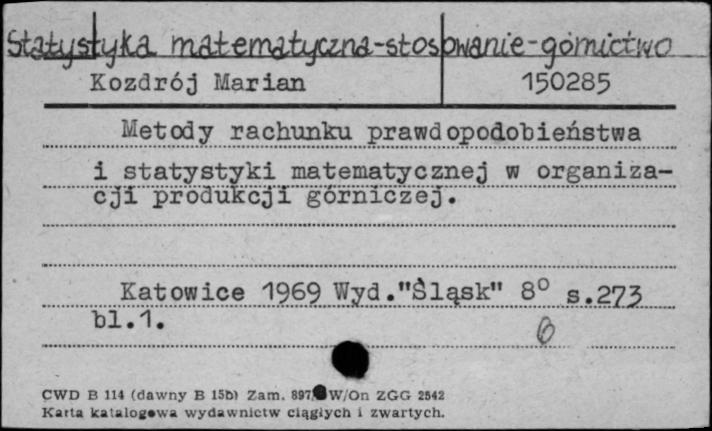 Statystyka matematyczna-stosowanie-górnictwo
Kozdrój Marian 150285
Metody rachunku prawdopodobieństwa
i statystyki matematycznej w organiza-
cji produkcji górniczej.
Katowice 1969 Wyd."Śląsk" 8° s.273
bl.1.
CWD B 114 (dawny B 15b) Zam. 897 W/On ZGG 2542
Karta katalogowa wydawnictw ciągłych i zwartych.